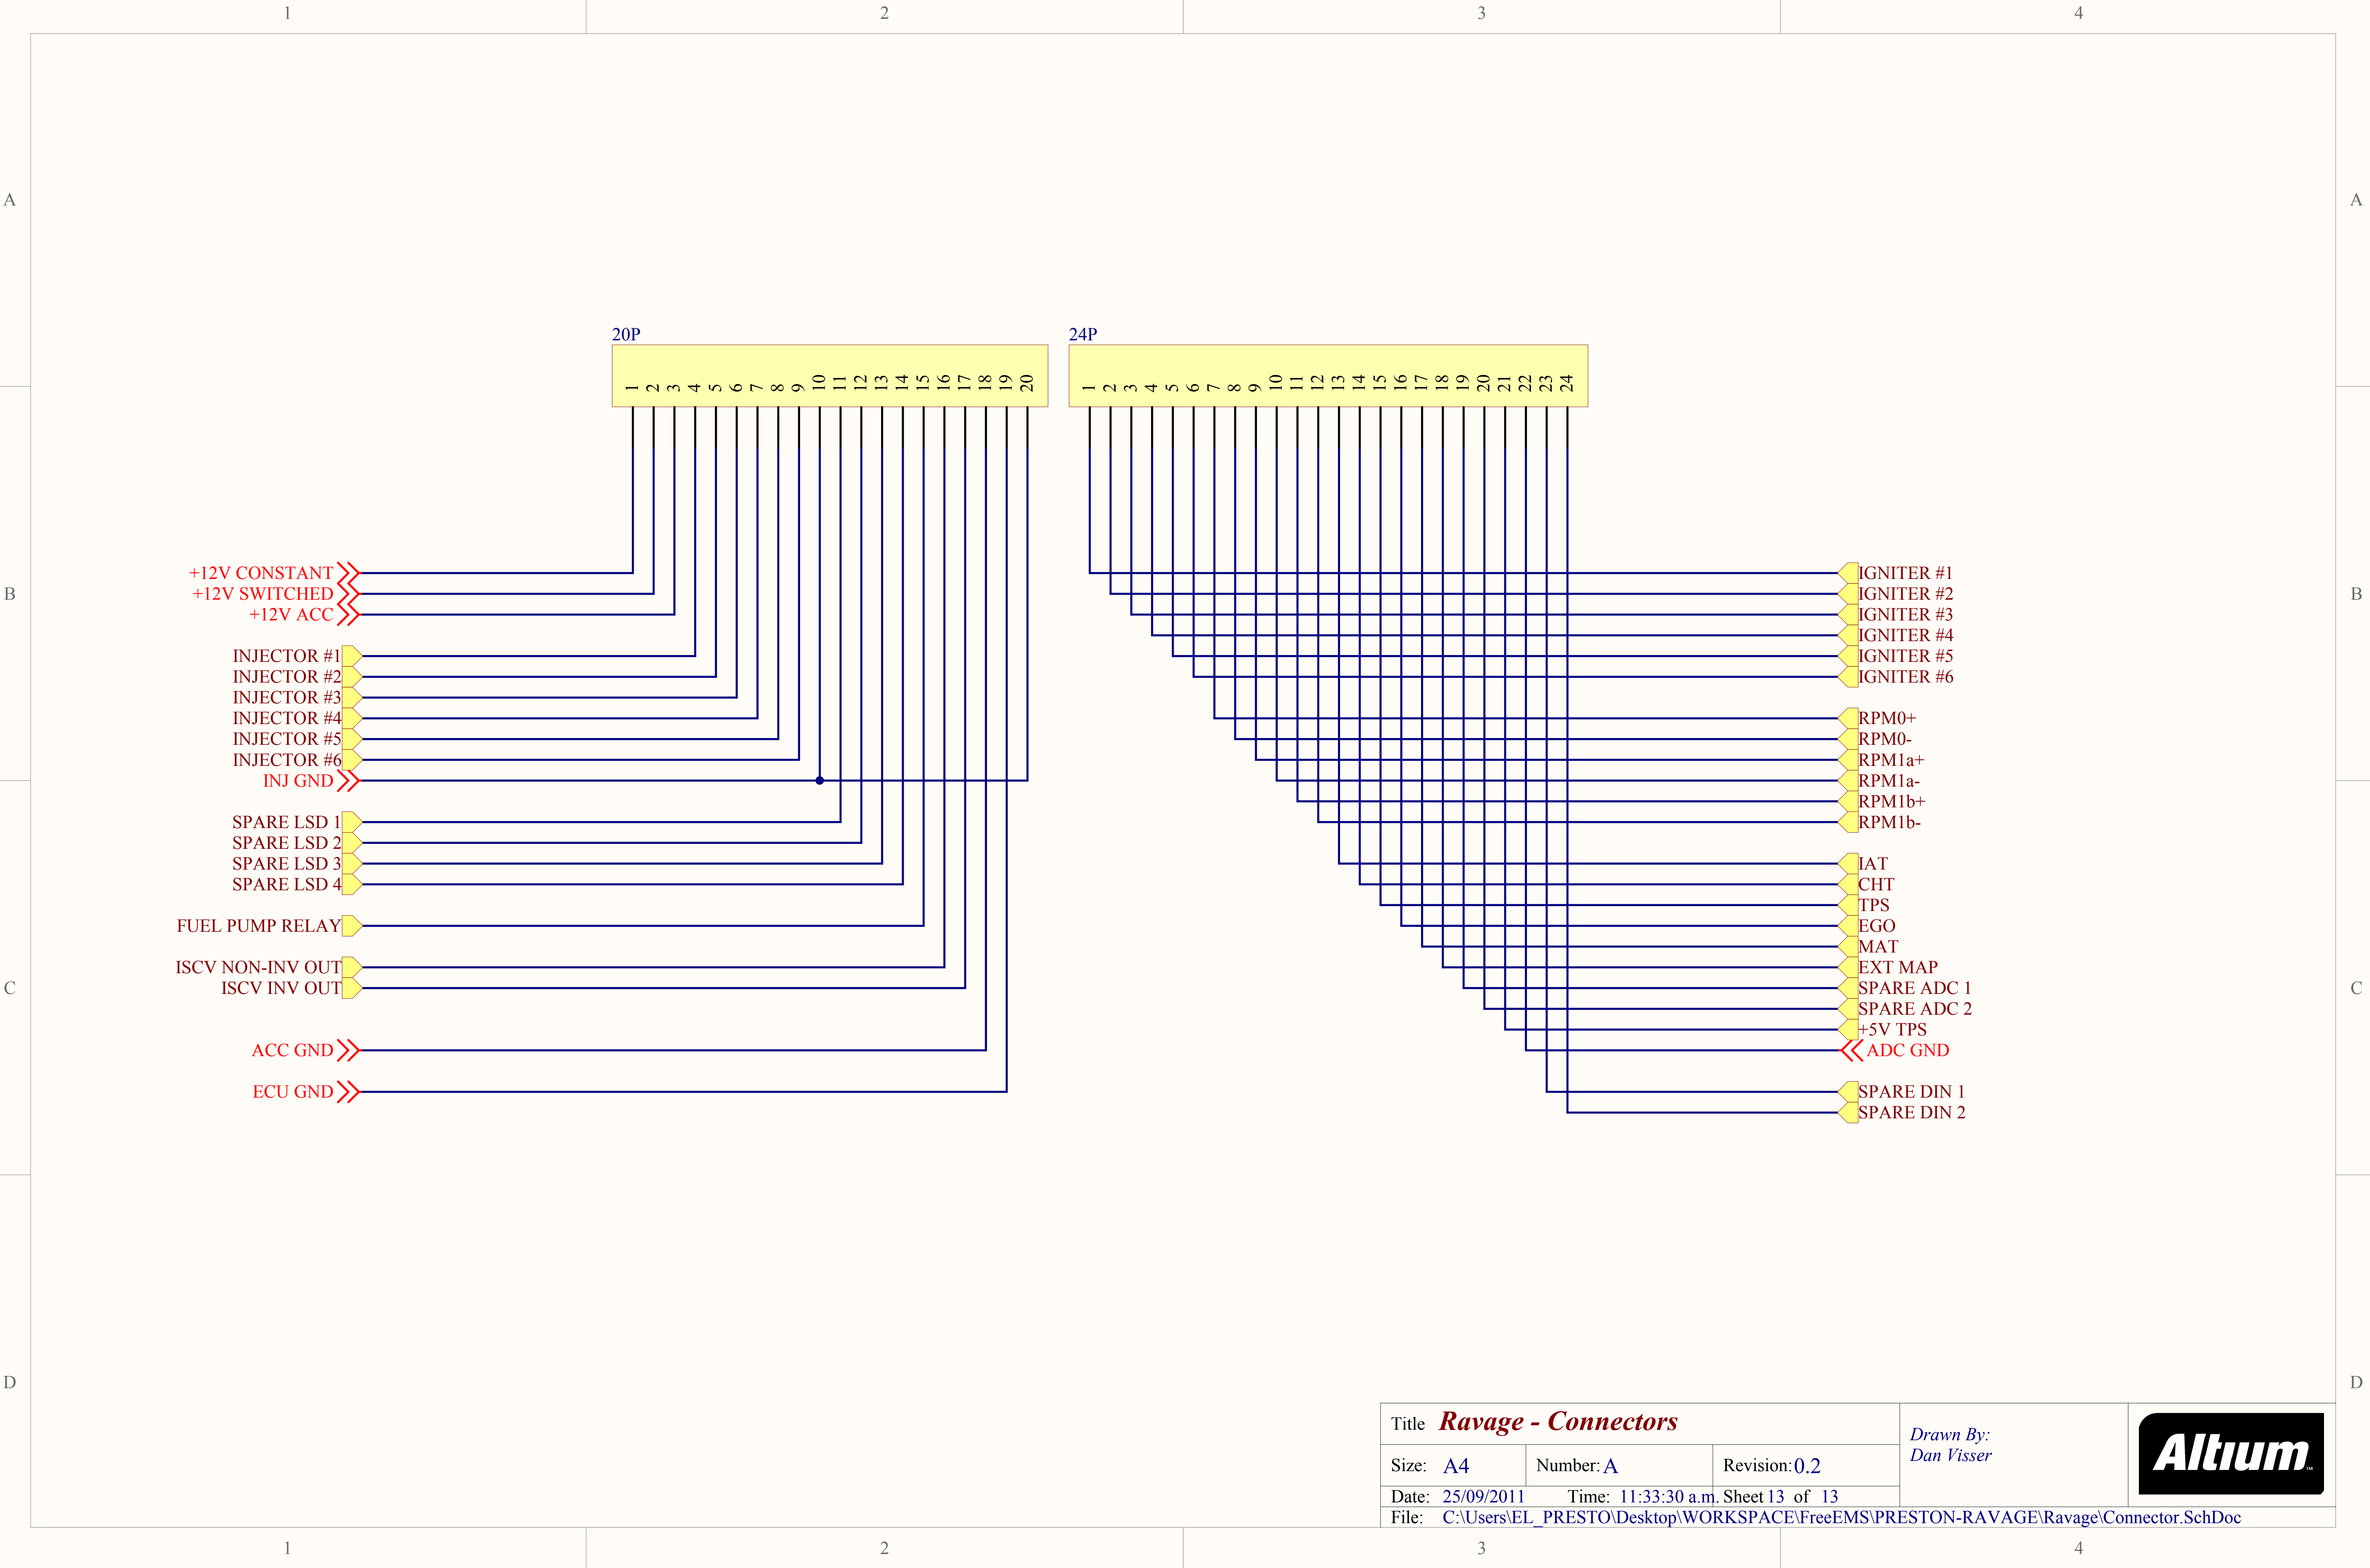 1 2 3 4
A A
20P 24P
1 2 3 4 5 6 7 8 9 10 11 12 13 14 15 16 17 18 19 20
1 2 3 4 5 6 7 8 9 10 11 12 13 14 15 16 17 18 19 20 21 22 23 24
B B
+12V CONSTANT
+12V SWITCHED
+12V ACC
INJECTOR #1
INJECTOR #2
INJECTOR #3
INJECTOR #4
INJECTOR #5
INJECTOR #6
INJ GND
SPARE LSD 1
SPARE LSD 2
SPARE LSD 3
SPARE LSD 4
FUEL PUMP RELAY
ISCV NON-INV OUT
ISCV INV OUT
ACC GND
ECU GND
IGNITER #1
IGNITER #2
IGNITER #3
IGNITER #4
IGNITER #5
IGNITER #6
RPM0+
RPM0-
RPM1a+
RPM1a-
RPM1b+
RPM1b-
IAT
CHT
TPS
EGO
MAT
EXT MAP
SPARE ADC 1
SPARE ADC 2
+5V TPS
ADC GND
SPARE DIN 1
SPARE DIN 2
C C
D D
Title Ravage - Connectors
Size: A4 Number: A Revision: 0.2
Date: 25/09/2011 Time: 11:33:30 a.m. Sheet 13 of 13
File: C:\Users\EL_PRESTO\Desktop\WORKSPACE\FreeEMS\PRESTON-RAVAGE\Ravage\Connector.SchDoc
Drawn By:
Dan Visser
Altium™
1 2 3 4